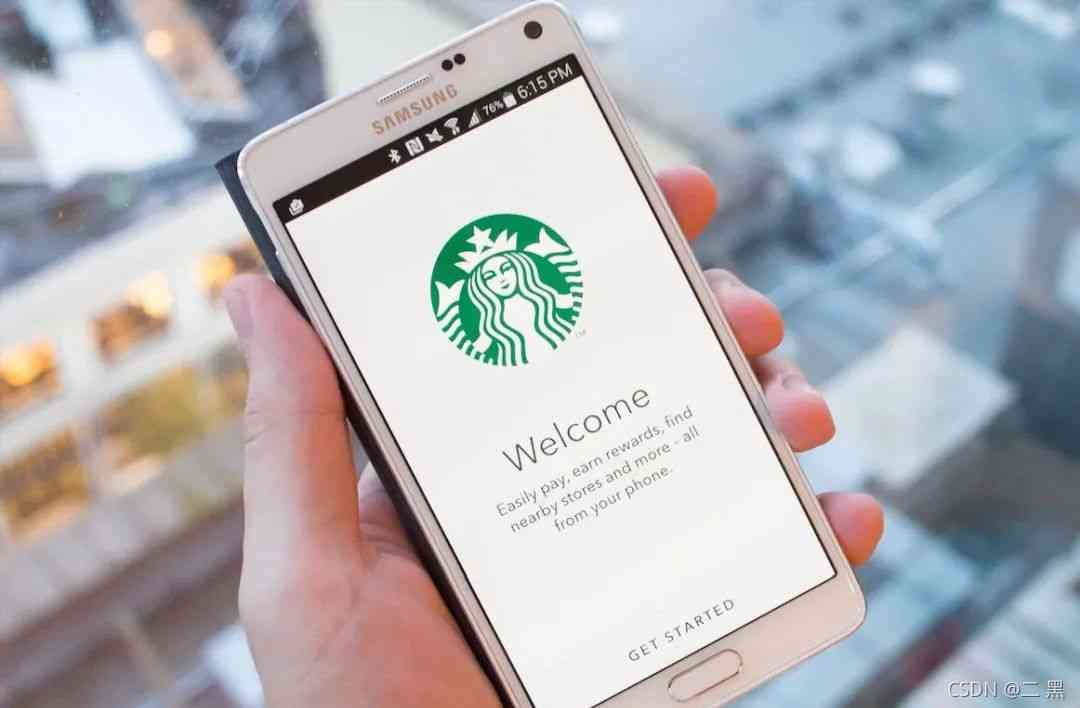 SAMSUNG
76% 6:15 PM
TM
Welcome
Easily pay, earn rewards, find
nearby stores and more - all
from your phone.
GET STARTED
CSDN @二 黑